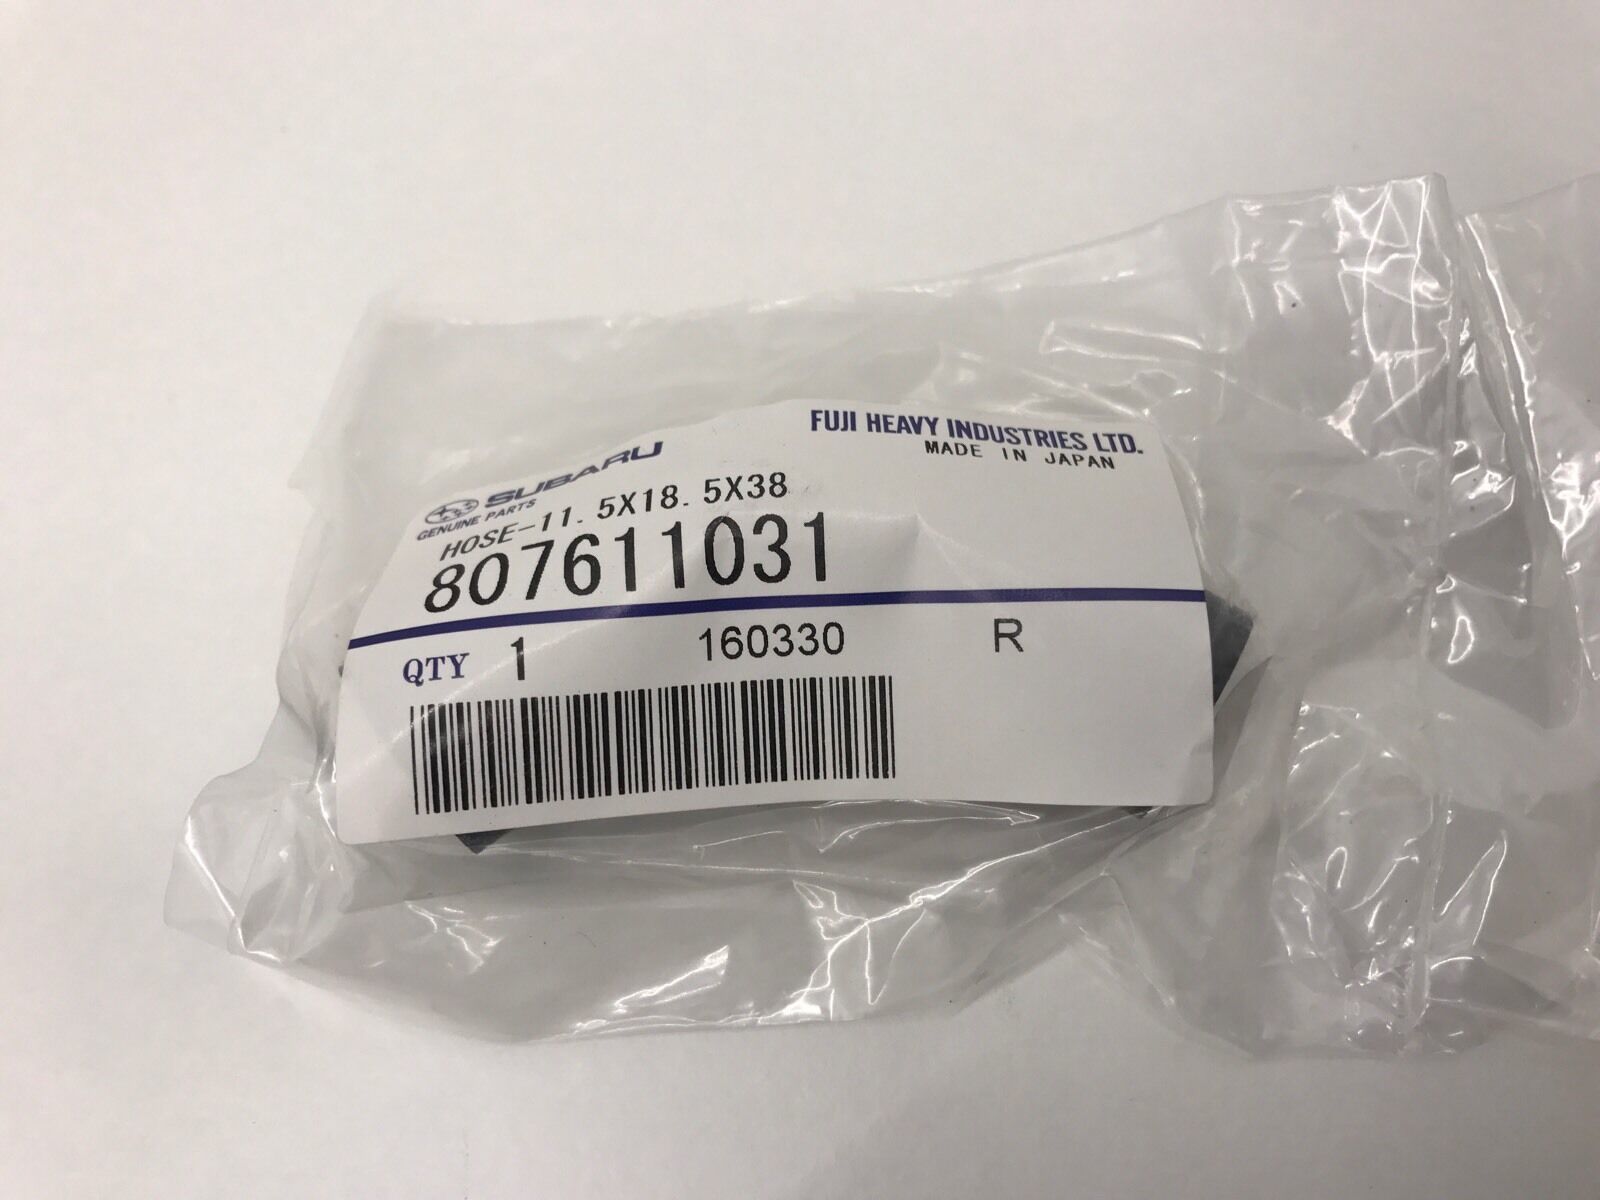 SUBARU
GENUINE PARTS
FUJI HEAVY INDUSTRIES LTD.
MADE IN JAPAN
HOSE-11. 5X18. 5X38
807611031
QTY 1 160330 R